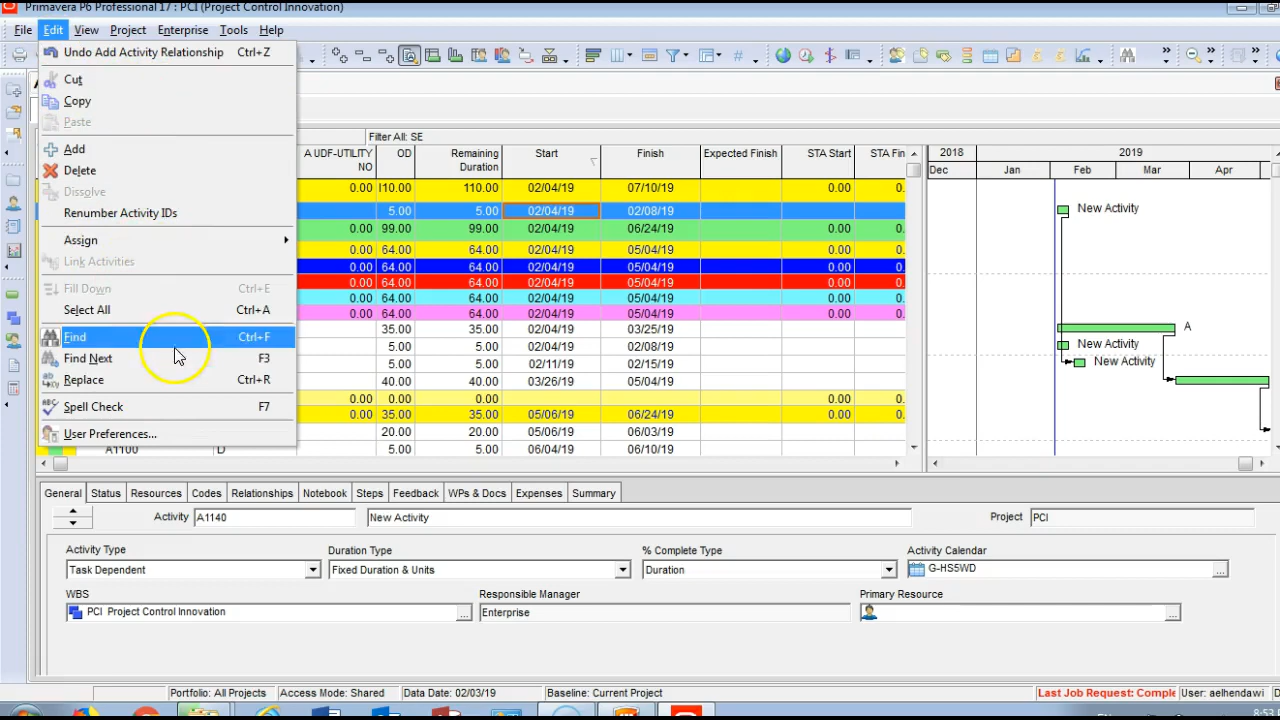 Primavera P6 Professional 17 : PCI (Project Control Innovation)
File Edit View Project Enterprise Tools Help
Undo Add Activity Relationship Ctrl+Z
Cut
Copy
Paste
Add
Delete
Dissolve
Renumber Activity IDs
Assign
Link Activities
Fill Down Ctrl+E
Select All Ctrl+A
Find Ctrl+F
Find Next F3
Replace Ctrl+R
Spell Check F7
User Preferences...
Filter All: SE
A UDF-UTILITY NO OD Remaining Duration Start Finish Expected Finish STA Start STA Fin
0.00 110.00 110.00 02/04/19 07/10/19 0.00 0.
5.00 5.00 02/04/19 02/08/19
0.00 99.00 99.00 02/04/19 06/24/19 0.00 0.
0.00 64.00 64.00 02/04/19 05/04/19 0.00 0.
0.00 64.00 64.00 02/04/19 05/04/19 0.00 0.
0.00 64.00 64.00 02/04/19 05/04/19 0.00 0.
0.00 64.00 64.00 02/04/19 05/04/19 0.00 0.
0.00 64.00 64.00 02/04/19 05/04/19 0.00 0.
35.00 35.00 02/04/19 03/25/19
5.00 5.00 02/04/19 02/08/19
5.00 5.00 02/11/19 02/15/19
40.00 40.00 03/26/19 05/04/19
0.00 0.00 0.00 0.00 0.
0.00 35.00 35.00 05/06/19 06/24/19 0.00 0.
20.00 20.00 05/06/19 06/03/19
A1100 D 5.00 5.00 06/04/19 06/10/19
2018 2019
Dec Jan Feb Mar Apr
New Activity
A
New Activity
New Activity
General Status Resources Codes Relationships Notebook Steps Feedback WPs & Docs Expenses Summary
Activity A1140 New Activity Project PCI
Activity Type Duration Type % Complete Type Activity Calendar
Task Dependent Fixed Duration & Units Duration G-HS5WD
WBS Responsible Manager Primary Resource
PCI Project Control Innovation Enterprise
Portfolio: All Projects Access Mode: Shared Data Date: 02/03/19 Baseline: Current Project Last Job Request: Comple User: aelhendawi